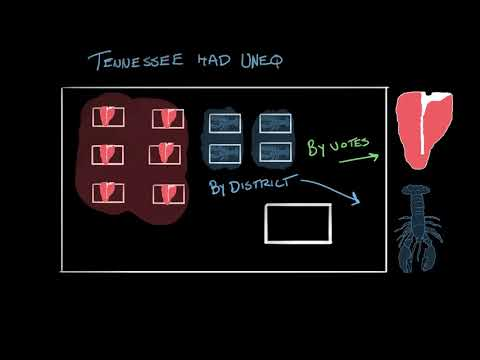 TENNESSEE HAD UNEQ
BY VOTES
BY DISTRICT